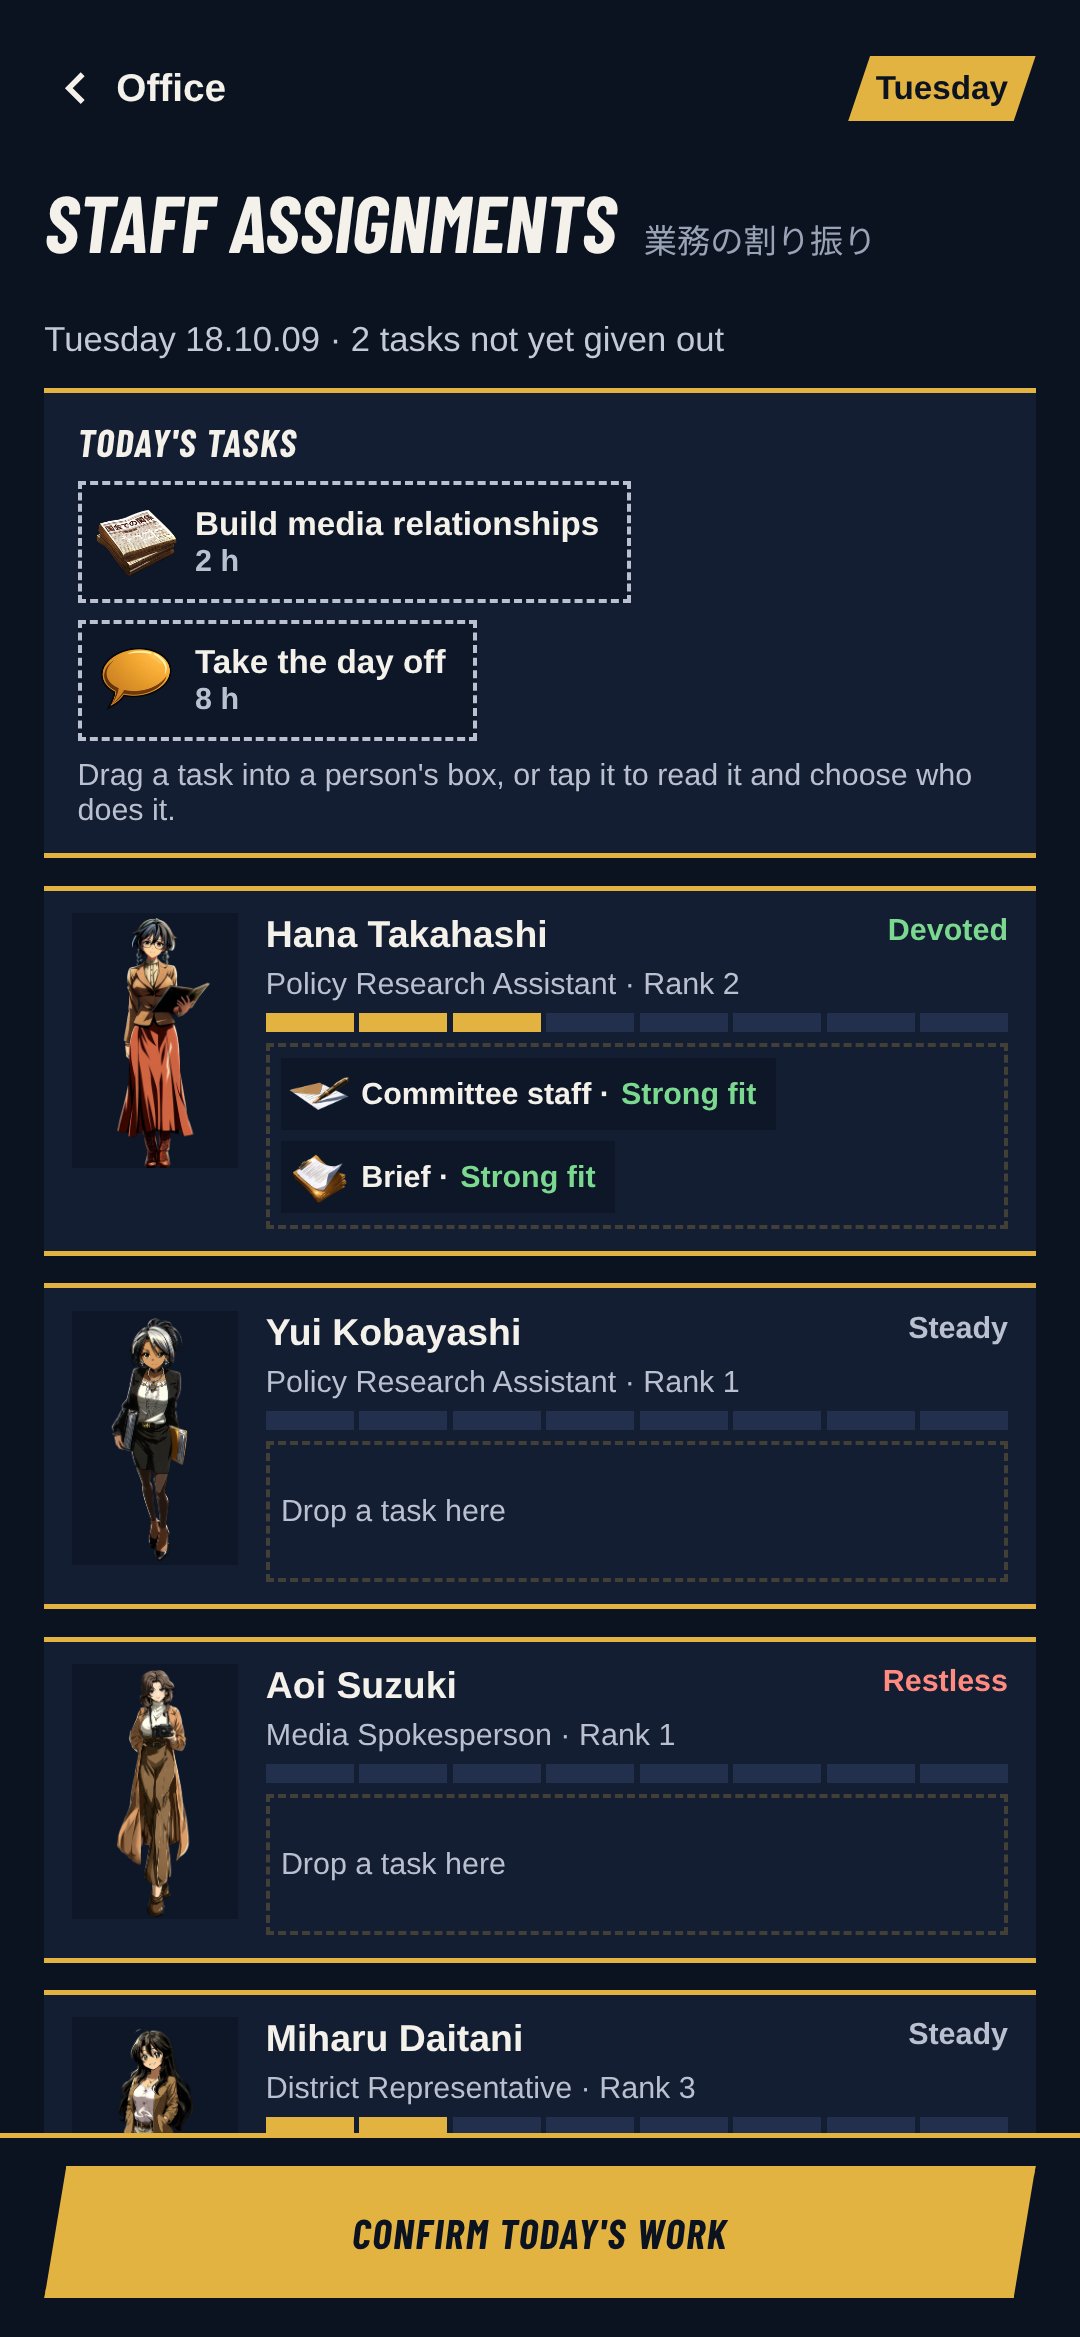 Office
Tuesday
STAFF ASSIGNMENTS 業務の割り振り
Tuesday 18.10.09 · 2 tasks not yet given out
TODAY'S TASKS
Build media relationships
2 h
Take the day off
8 h
Drag a task into a person's box, or tap it to read it and choose who
does it.
Hana Takahashi
Devoted
Policy Research Assistant · Rank 2
Committee staff · Strong fit
Brief · Strong fit
Yui Kobayashi
Steady
Policy Research Assistant · Rank 1
Drop a task here
Aoi Suzuki
Restless
Media Spokesperson · Rank 1
Drop a task here
Miharu Daitani
Steady
District Representative · Rank 3
CONFIRM TODAY'S WORK